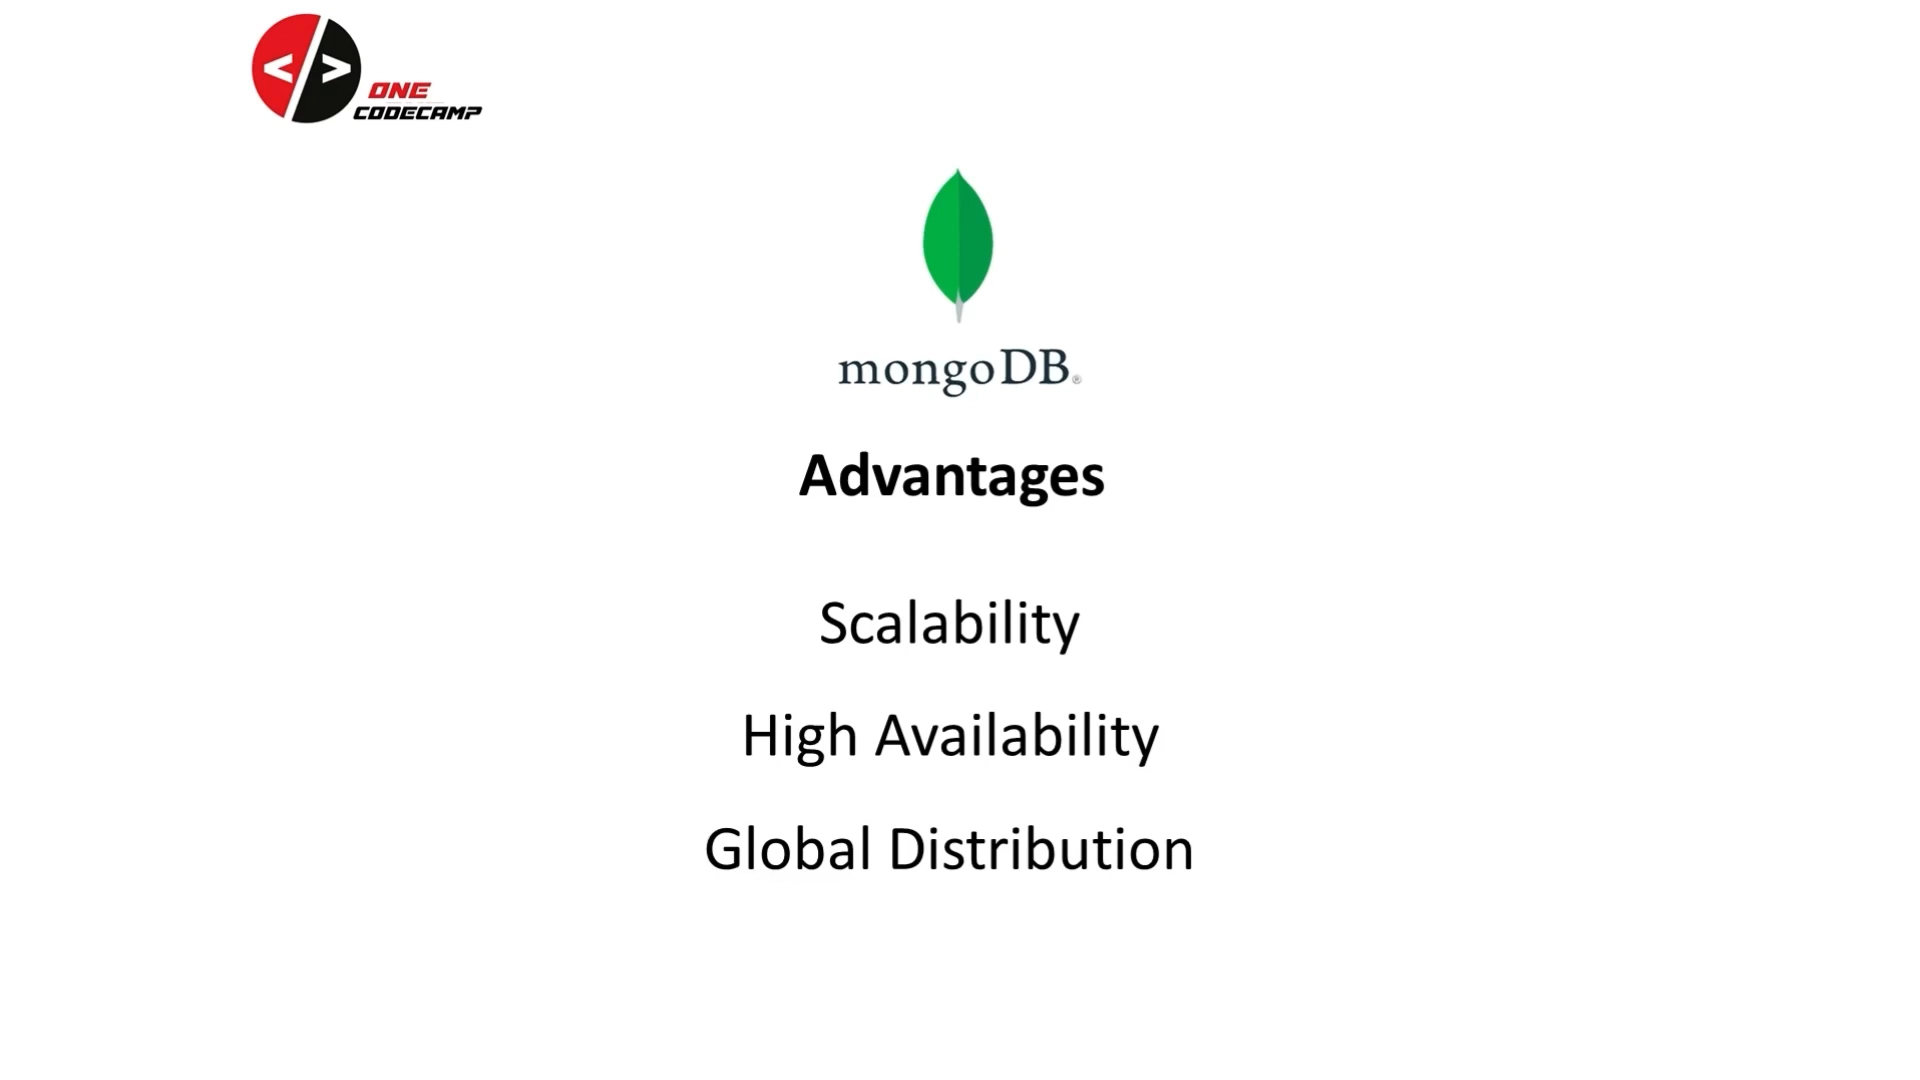 </>
ONE
CODECAMP
mongoDB®
Advantages
Scalability
High Availability
Global Distribution